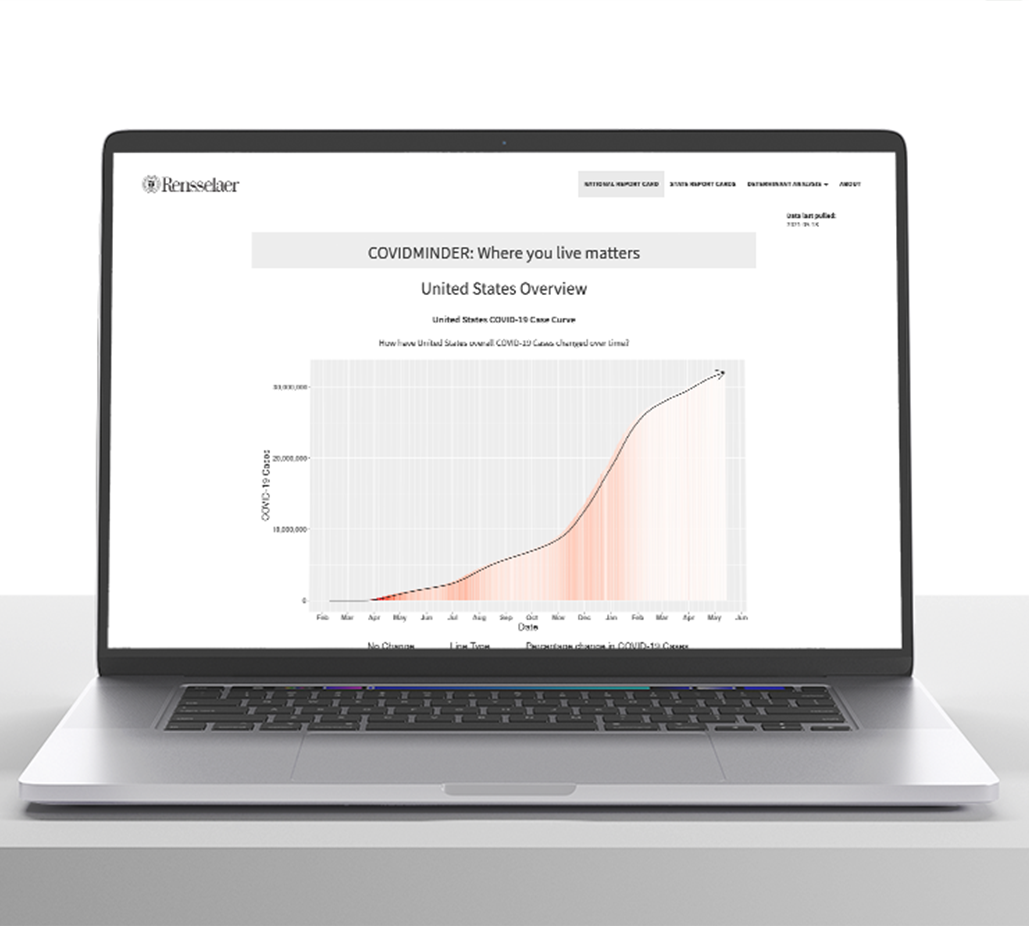 Rensselaer
NATIONAL REPORT CARD STATE REPORT CARDS DETERMINANT ANALYSIS ABOUT
Data last pulled:
COVIDMINDER: Where you live matters
United States Overview
United States COVID-19 Case Curve
How have United States overall COVID-19 Cases changed over time?
30,000,000
20,000,000
10,000,000
0
COVID-19 Cases
Feb Mar Apr May Jun Jul Aug Sep Oct Nov Dec Jan Feb Mar Apr May Jun
Date
No Change Line Type Percentage change in COVID-19 Cases